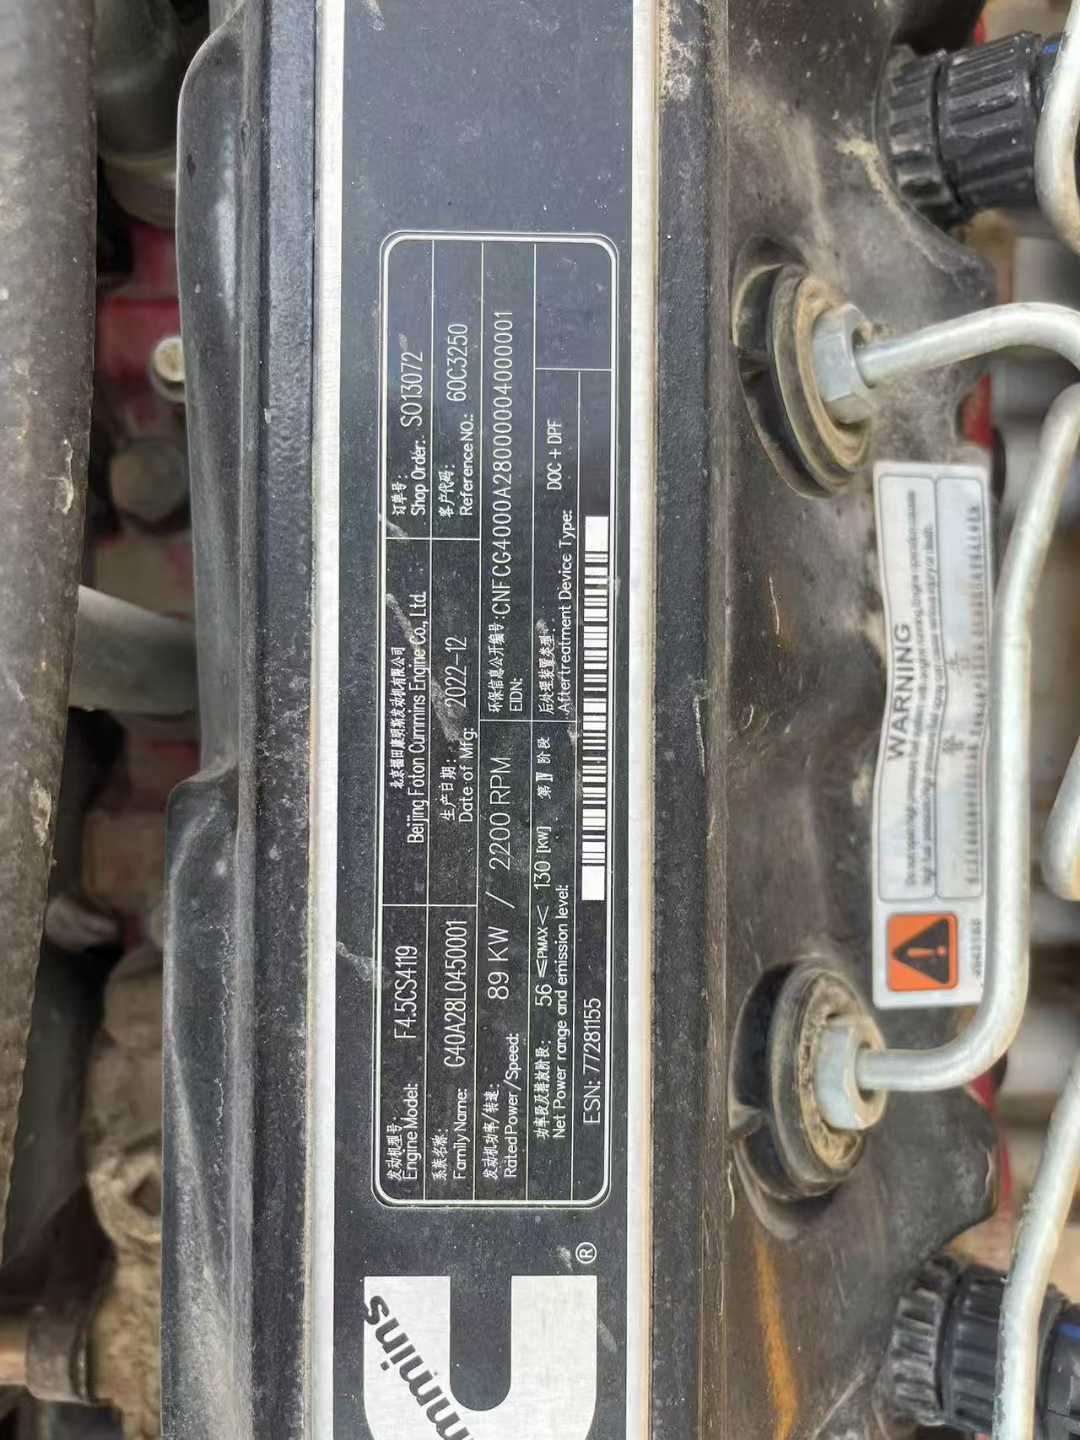 发动机型号:
Engine Model: F4.5CS4119
北京福田康明斯发动机有限公司
Beijing Foton Cummins Engine Co., Ltd.
订单号:
Shop Order: SO13072
系族名称:
Family Name: G40A28L0450001
生产日期:
Date of Mfg: 2022-12
客户代码:
Reference NO.: 60C3250
发动机功率/转速:
Rated Power/Speed: 89 KW / 2200 RPM
环保信息公开编号:
EIDN: CNFCG4000A2800004000001
功率段及排放阶段: 56 ≤PMAX< 130 [KW] 第 Ⅳ 阶段
Net Power range and emission level:
后处理装置类型:
Aftertreatment Device Type: DOC + DPF
ESN: 77281155
®
mmins
WARNING
警